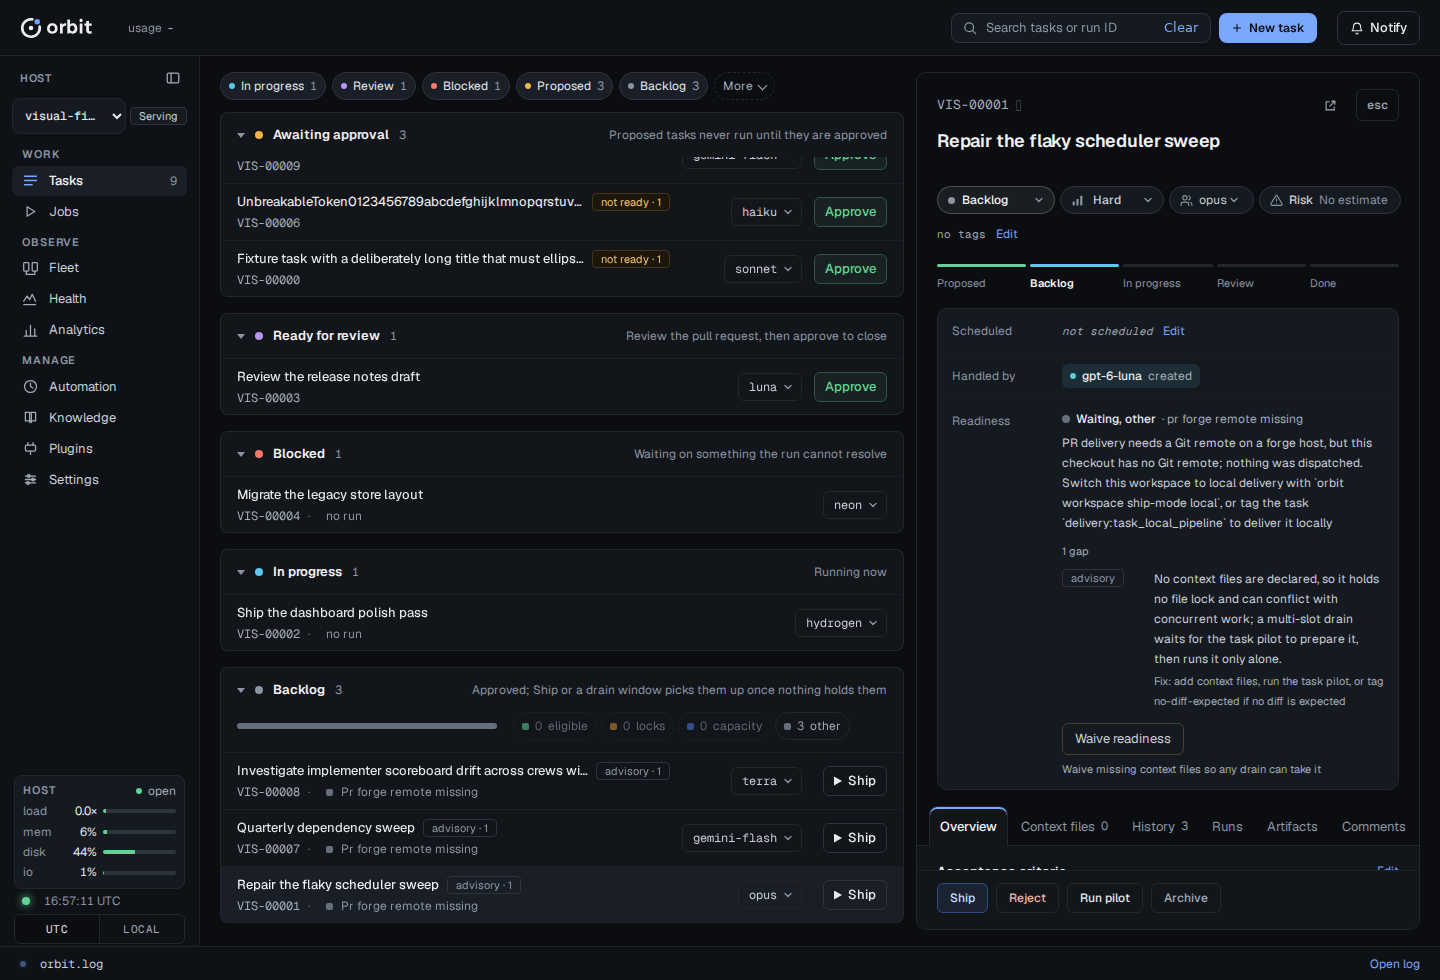 orbit
usage -
Search tasks or run ID
Clear
+ New task
Notify
HOST
visual-fi...
Serving
WORK
Tasks 9
Jobs
OBSERVE
Fleet
Health
Analytics
MANAGE
Automation
Knowledge
Plugins
Settings
HOST open
load 0.0×
mem 6%
disk 44%
io 1%
16:57:11 UTC
UTC LOCAL
In progress 1
Review 1
Blocked 1
Proposed 3
Backlog 3
More
Awaiting approval 3 Proposed tasks never run until they are approved
VIS-00009 gemini-flash Approve
UnbreakableToken0123456789abcdefghijklmnopqrstuv... not ready · 1
VIS-00006 haiku Approve
Fixture task with a deliberately long title that must ellips... not ready · 1
VIS-00000 sonnet Approve
Ready for review 1 Review the pull request, then approve to close
Review the release notes draft
VIS-00003 luna Approve
Blocked 1 Waiting on something the run cannot resolve
Migrate the legacy store layout
VIS-00004 · no run neon
In progress 1 Running now
Ship the dashboard polish pass
VIS-00002 · no run hydrogen
Backlog 3 Approved; Ship or a drain window picks them up once nothing holds them
0 eligible 0 locks 0 capacity 3 other
Investigate implementer scoreboard drift across crews wi... advisory · 1
VIS-00008 · Pr forge remote missing terra Ship
Quarterly dependency sweep advisory · 1
VIS-00007 · Pr forge remote missing gemini-flash Ship
Repair the flaky scheduler sweep advisory · 1
VIS-00001 · Pr forge remote missing opus Ship
VIS-00001
esc
Repair the flaky scheduler sweep
Backlog
Hard
opus
Risk No estimate
no tags Edit
Proposed Backlog In progress Review Done
Scheduled not scheduled Edit
Handled by gpt-6-luna created
Readiness Waiting, other · pr forge remote missing
PR delivery needs a Git remote on a forge host, but this
checkout has no Git remote; nothing was dispatched.
Switch this workspace to local delivery with `orbit
workspace ship-mode local`, or tag the task
`delivery:task_local_pipeline` to deliver it locally
1 gap
advisory No context files are declared, so it holds
no file lock and can conflict with
concurrent work; a multi-slot drain
waits for the task pilot to prepare it,
then runs it only alone.
Fix: add context files, run the task pilot, or tag
no-diff-expected if no diff is expected
Waive readiness
Waive missing context files so any drain can take it
Overview Context files 0 History 3 Runs Artifacts Comments
Acceptance criteria Edit
Ship Reject Run pilot Archive
orbit.log
Open log